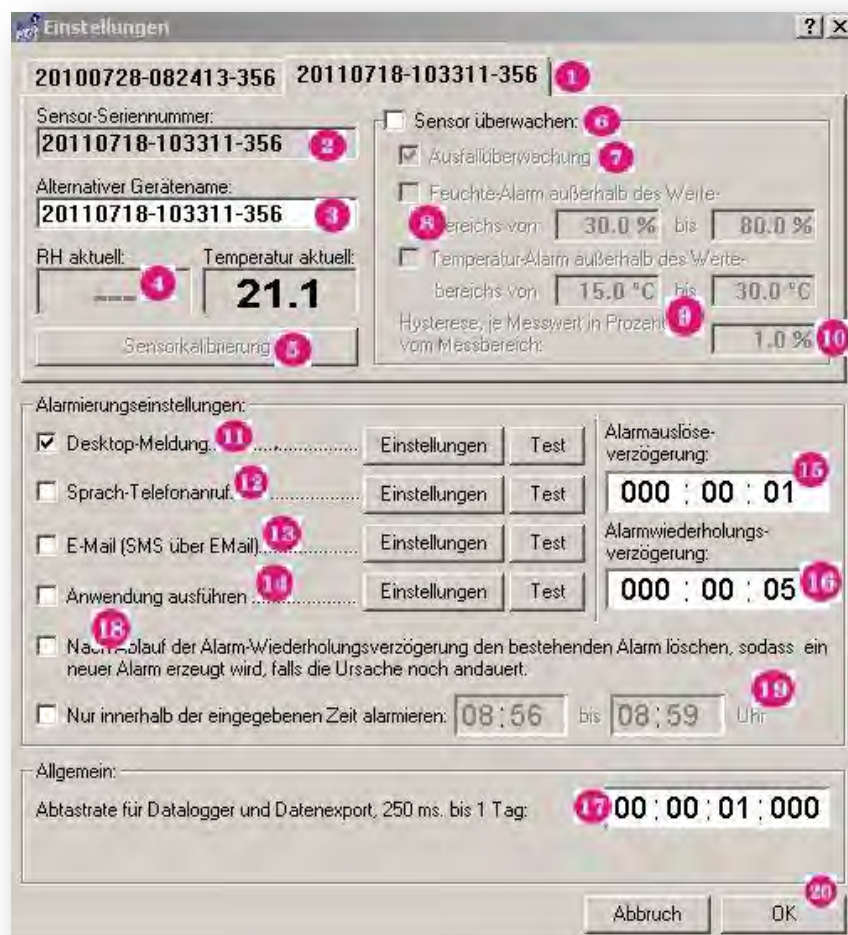 Einstellungen
20100728-082413-356 20110718-103311-356 1
Sensor-Seriennummer:
20110718-103311-356 2
Alternativer Gerätename:
20110718-103311-356 3
RH aktuell: Temperatur aktuell:
--- 4 21.1
Sensorkalibrierung 5
Sensor überwachen: 6
Ausfallüberwachung 7
Feuchte-Alarm außerhalb des Werte-
8 ereichs von: 30.0 % bis 80.0 %
Temperatur-Alarm außerhalb des Werte-
bereichs von 15.0 °C bis 30.0 °C
9
Hysterese, je Messwert in Prozent
vom Messbereich: 1.0 % 10
Alarmierungseinstellungen:
Desktop-Meldung.. 11 .................... Einstellungen Test
Sprach-Telefonanruf. 12 ................ Einstellungen Test
E-Mail (SMS über EMail) 13 .................. Einstellungen Test
Anwendung ausführen 14 .................... Einstellungen Test
Alarmauslöse-
verzögerung:
000 : 00 : 01 15
Alarmwiederholungs-
verzögerung:
000 : 00 : 05 16
18
Nach Ablauf der Alarm-Wiederholungsverzögerung den bestehenden Alarm löschen, sodass ein
neuer Alarm erzeugt wird, falls die Ursache noch andauert.
Nur innerhalb der eingegebenen Zeit alarmieren: 08:56 bis 08:59 Uhr 19
Allgemein:
Abtastrate für Datalogger und Datenexport, 250 ms. bis 1 Tag: 17 00:00:01:000
Abbruch OK 20